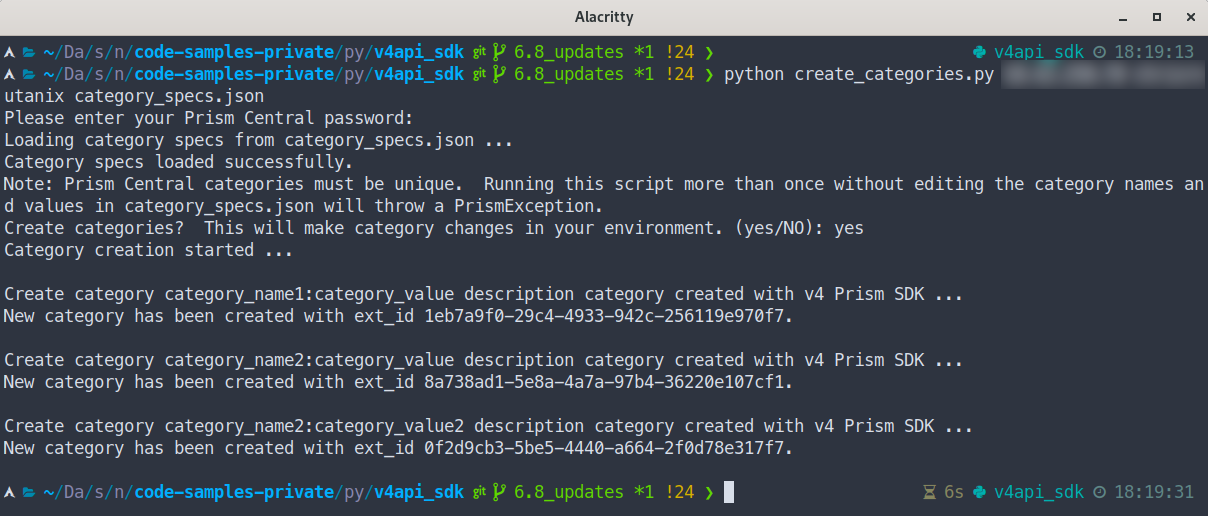 Alacritty
~/Da/s/n/code-samples-private/py/v4api_sdk git 6.8_updates *1 !24 ❯ v4api_sdk 18:19:13
~/Da/s/n/code-samples-private/py/v4api_sdk git 6.8_updates *1 !24 ❯ python create_categories.py
utanix category_specs.json
Please enter your Prism Central password:
Loading category specs from category_specs.json ...
Category specs loaded successfully.
Note: Prism Central categories must be unique.  Running this script more than once without editing the category names an
d values in category_specs.json will throw a PrismException.
Create categories?  This will make category changes in your environment. (yes/NO): yes
Category creation started ...
Create category category_name1:category_value description category created with v4 Prism SDK ...
New category has been created with ext_id 1eb7a9f0-29c4-4933-942c-256119e970f7.
Create category category_name2:category_value description category created with v4 Prism SDK ...
New category has been created with ext_id 8a738ad1-5e8a-4a7a-97b4-36220e107cf1.
Create category category_name2:category_value2 description category created with v4 Prism SDK ...
New category has been created with ext_id 0f2d9cb3-5be5-4440-a664-2f0d78e317f7.
~/Da/s/n/code-samples-private/py/v4api_sdk git 6.8_updates *1 !24 ❯ 6s v4api_sdk 18:19:31